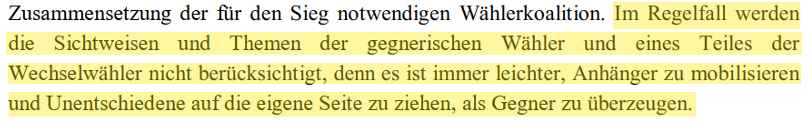 Zusammensetzung der für den Sieg notwendigen Wählerkoalition. Im Regelfall werden
die Sichtweisen und Themen der gegnerischen Wähler und eines Teiles der
Wechselwähler nicht berücksichtigt, denn es ist immer leichter, Anhänger zu mobilisieren
und Unentschiedene auf die eigene Seite zu ziehen, als Gegner zu überzeugen.